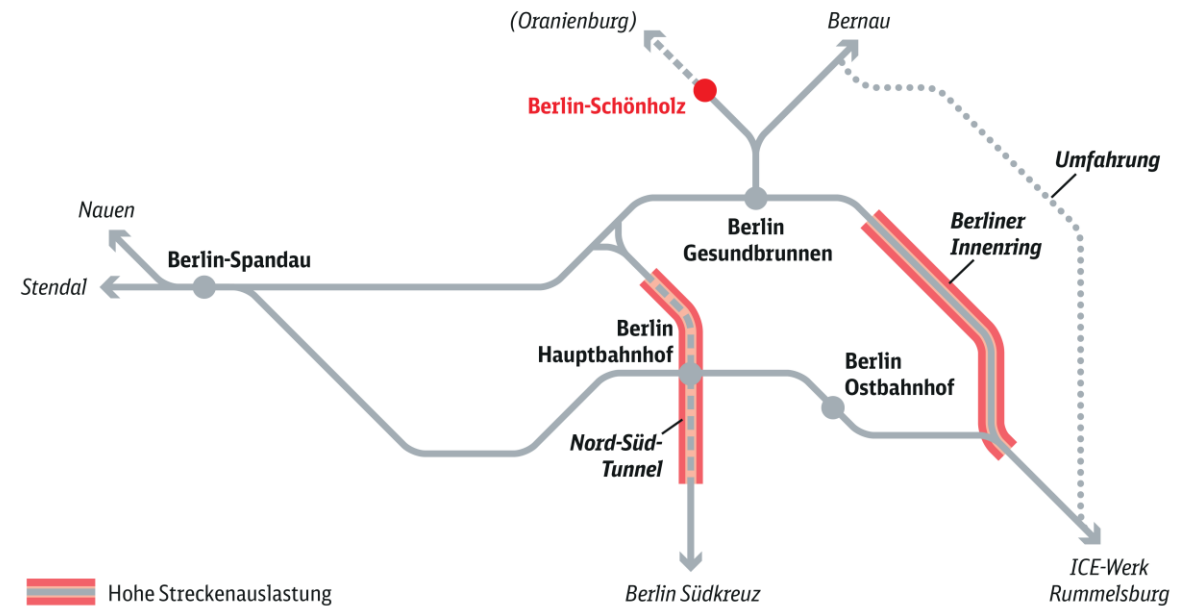 (Oranienburg)
Bernau
Berlin-Schönholz
Umfahrung
Nauen
Berliner
Innenring
Berlin
Gesundbrunnen
Berlin-Spandau
Stendal
Berlin
Hauptbahnhof
Berlin
Ostbahnhof
Nord-Süd-
Tunnel
ICE-Werk
Rummelsburg
Hohe Streckenauslastung
Berlin Südkreuz